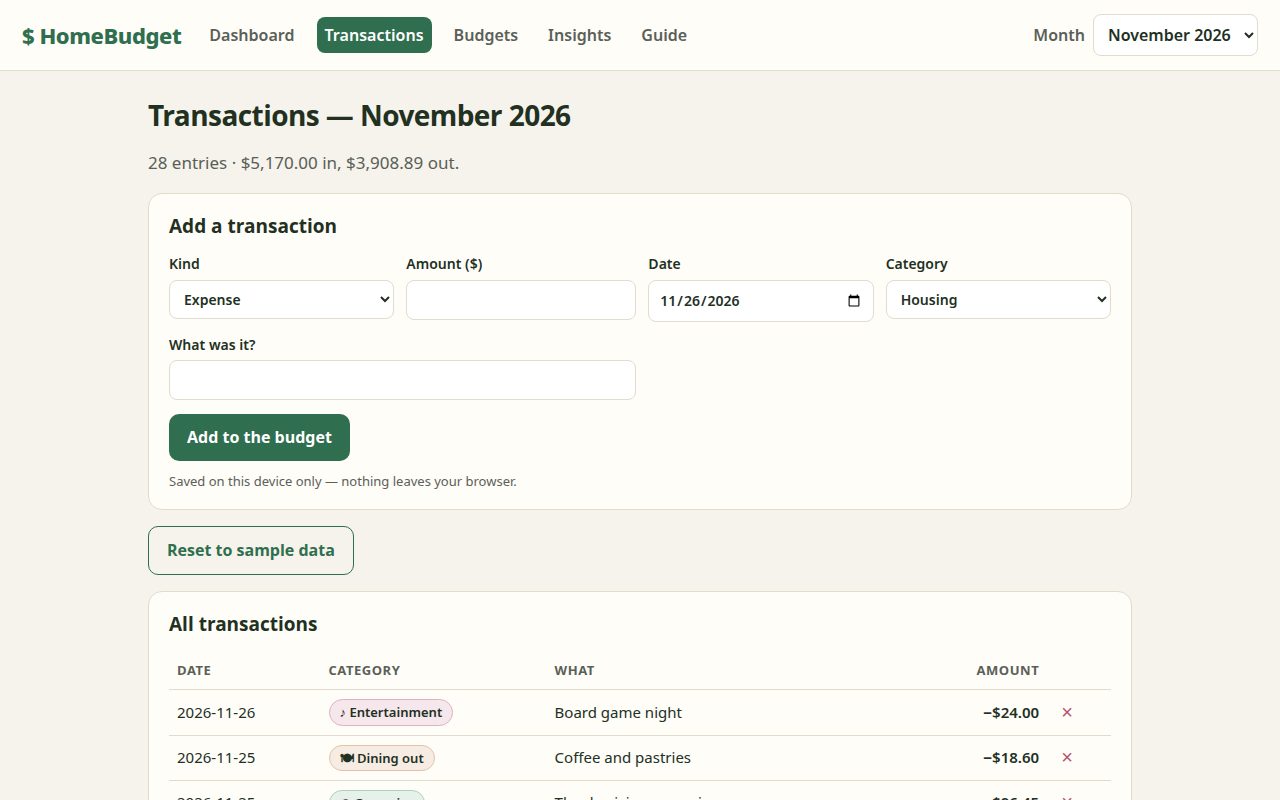 $ HomeBudget Dashboard Transactions Budgets Insights Guide Month November 2026
Transactions — November 2026
28 entries · $5,170.00 in, $3,908.89 out.
Add a transaction
Kind Amount ($) Date Category
Expense 11/26/2026 Housing
What was it?
Add to the budget
Saved on this device only — nothing leaves your browser.
Reset to sample data
All transactions
DATE CATEGORY WHAT AMOUNT
2026-11-26 ♪ Entertainment Board game night −$24.00 ×
2026-11-25 🍽 Dining out Coffee and pastries −$18.60 ×